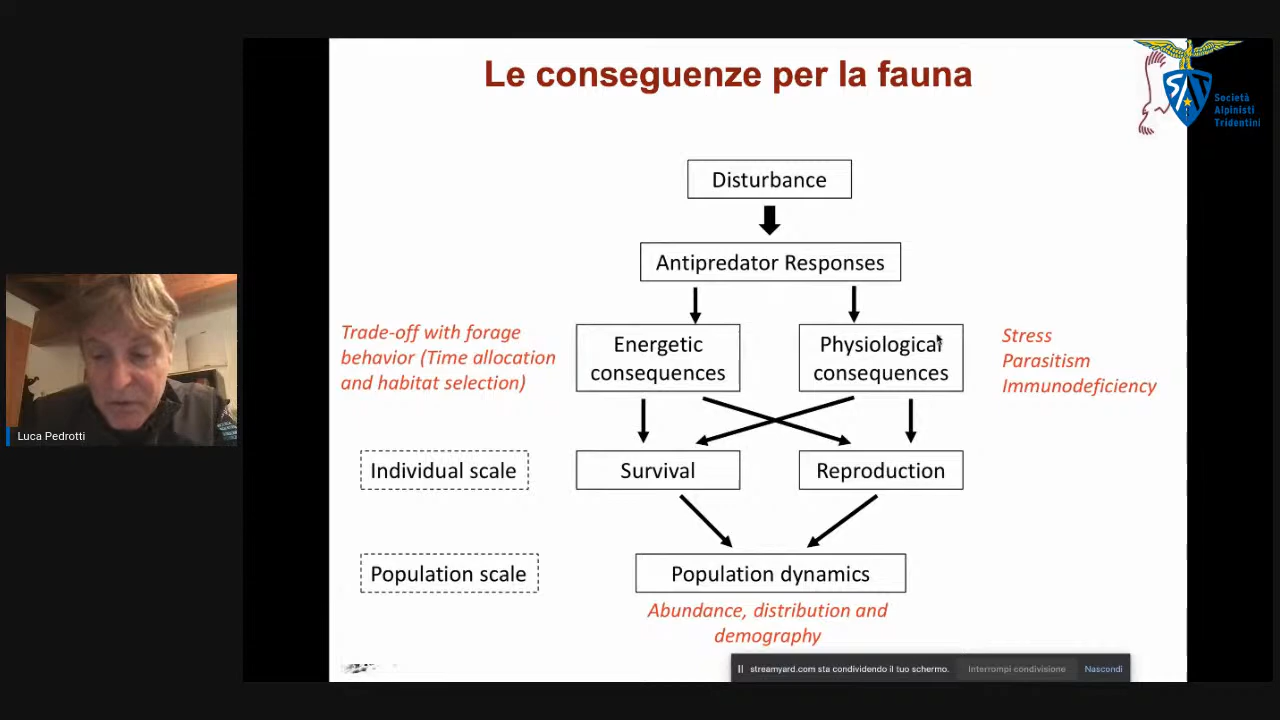 Le conseguenze per la fauna
SAT
Società
Alpinisti
Tridentini
Disturbance
Antipredator Responses
Trade-off with forage
behavior (Time allocation
and habitat selection)
Energetic
consequences
Physiological
consequences
Stress
Parasitism
Immunodeficiency
Luca Pedrotti
Individual scale
Survival
Reproduction
Population scale
Population dynamics
Abundance, distribution and
demography
streamyard.com sta condividendo il tuo schermo.
Interrompi condivisione
Nascondi